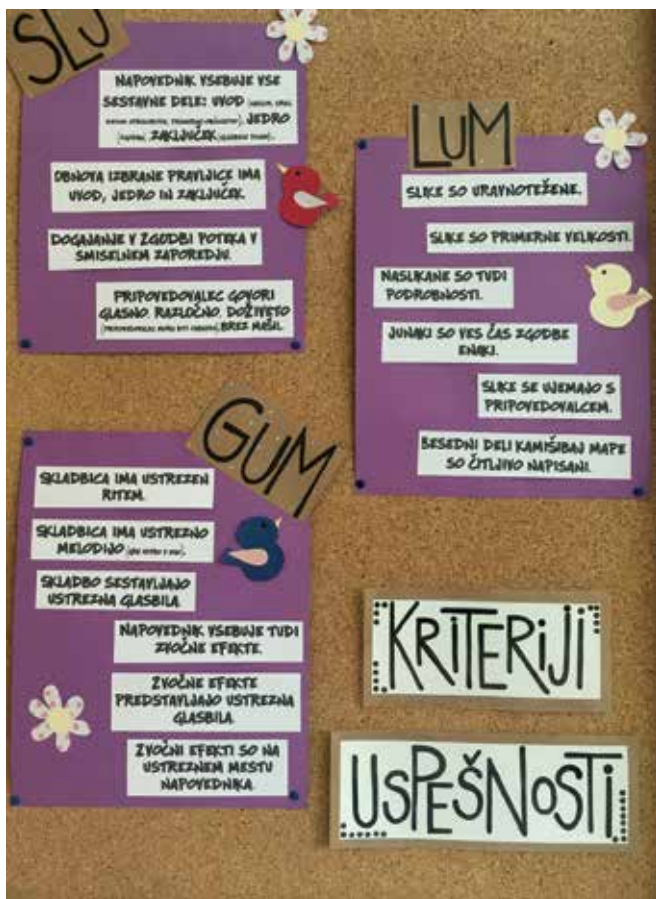 SLJ
NAPOVEDNIK VSEBUJE VSE
SESTAVNE DELE: UVOD
JEDRO
ZAKLJUČEK
OBNOVA IZBRANE PRAVLJICE IMA
UVOD, JEDRO IN ZAKLJUČEK.
DOGAJANJE V ZGODBI POTEKA V
SMISELNEM ZAPOREDJU.
PRIPOVEDOVALEC GOVORI
GLASNO, RAZLOČNO, DOŽIVETO
BREZ MAŠIL.
LUM
SLIKE SO URAVNOTEŽENE.
SLIKE SO PRIMERNE VELIKOSTI.
NASLIKANE SO TUDI
PODROBNOSTI.
JUNAKI SO VES ČAS ZGODBE
ENAKI.
SLIKE SE UJEMAJO S
PRIPOVEDOVALCEM.
BESEDNI DELI KAMIŠIBAJ MAPE
SO ČITLJIVO NAPISANI.
GUM
SKLADBICA IMA USTREZEN
RITEM.
SKLADBICA IMA USTREZNO
MELODIJO
SKLADBO SESTAVLJAJO
USTREZNA GLASBILA.
NAPOVEDNIK VSEBUJE TUDI
ZVOČNE EFEKTE.
ZVOČNE EFEKTE
PREDSTAVLJAJO USTREZNA
GLASBILA.
ZVOČNI EFEKTI SO NA
USTREZNEM MESTU
NAPOVEDNIKA.
KRITERIJI
USPEŠNOSTI